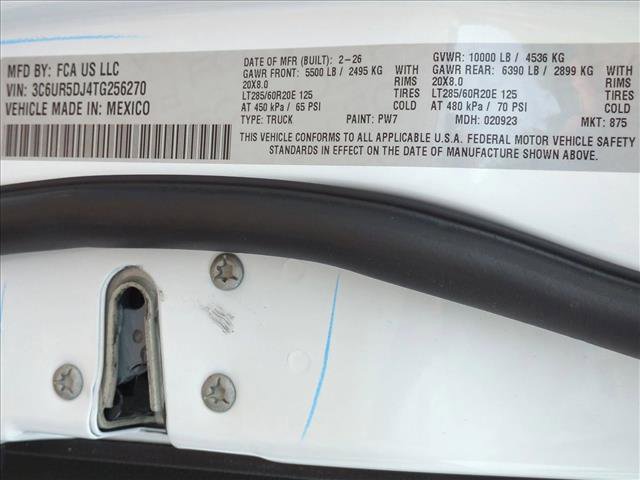 MFD BY: FCA US LLC
VIN: 3C6UR5DJ4TG256270
VEHICLE MADE IN: MEXICO
DATE OF MFR (BUILT): 2-26
GAWR FRONT: 5500 LB / 2495 KG WITH
20X8.0 RIMS
LT285/60R20E 125 TIRES
AT 450 kPa / 65 PSI COLD
TYPE: TRUCK PAINT: PW7
GVWR: 10000 LB / 4536 KG
GAWR REAR: 6390 LB / 2899 KG WITH
20X8.0 RIMS
LT285/60R20E 125 TIRES
AT 480 kPa / 70 PSI COLD
MDH: 020923 MKT: 875
THIS VEHICLE CONFORMS TO ALL APPLICABLE U.S.A. FEDERAL MOTOR VEHICLE SAFETY
STANDARDS IN EFFECT ON THE DATE OF MANUFACTURE SHOWN ABOVE.